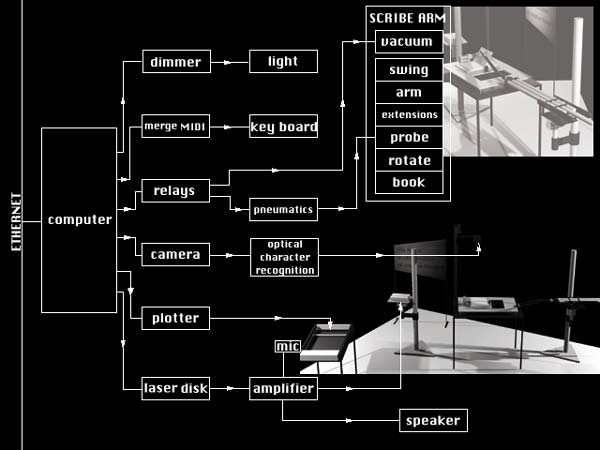 SCRIBE ARM
vacuum
swing
arm
extensions
probe
rotate
book
dimmer
light
merge MIDI
key board
relays
pneumatics
ETHERNET
computer
camera
optical
character
recognition
plotter
mic
laser disk
amplifier
speaker